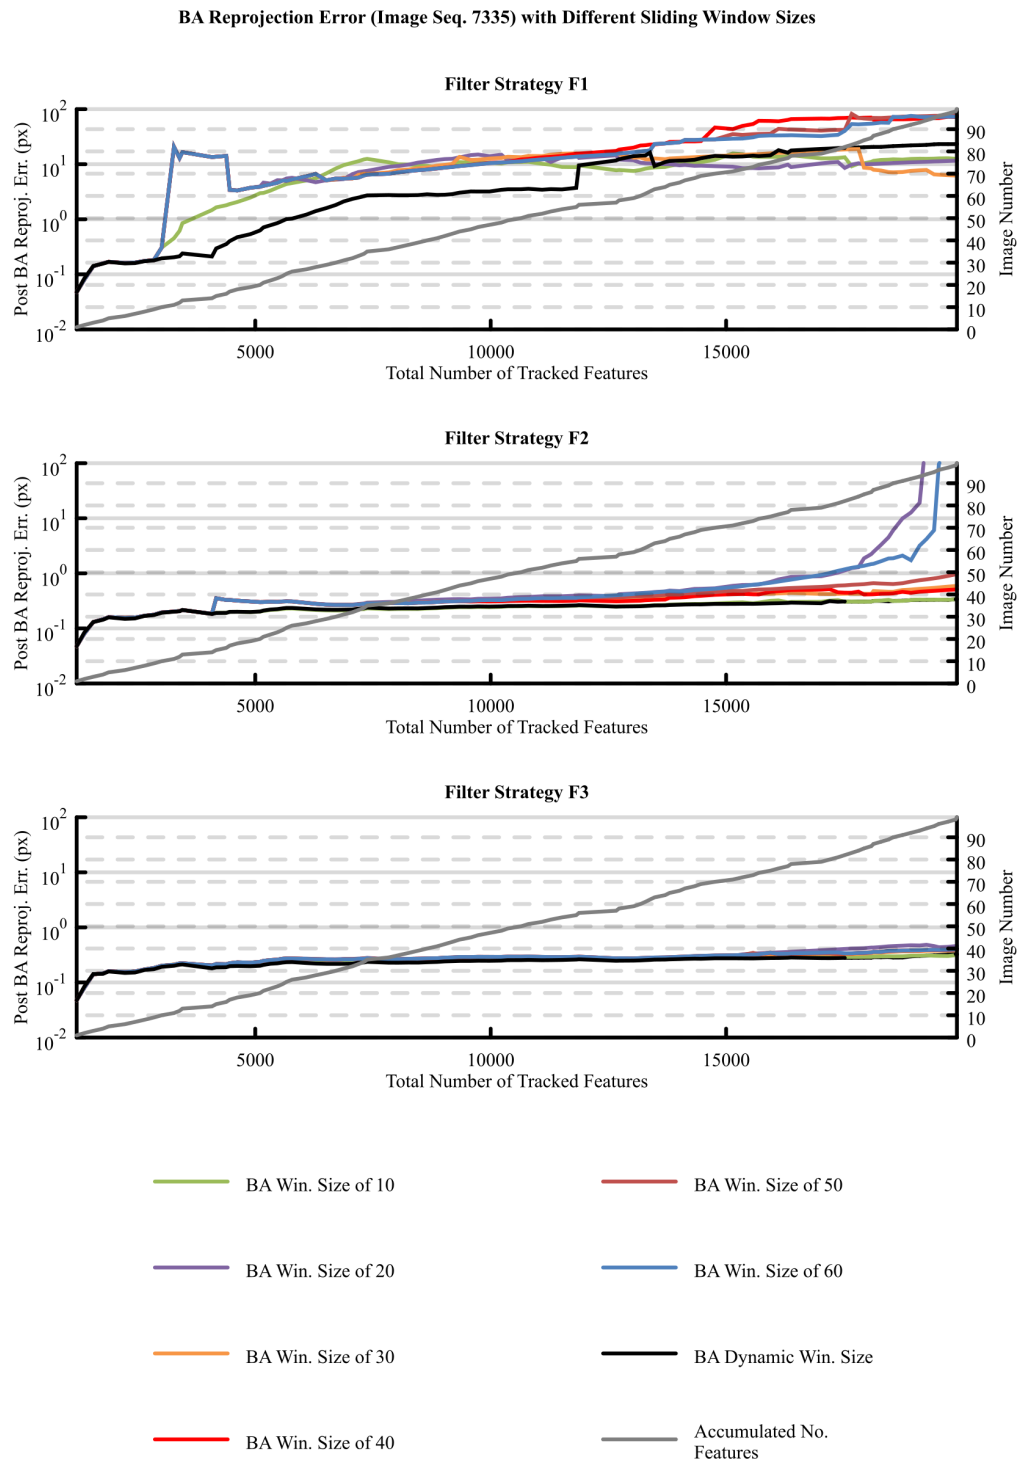 BA Reprojection Error (Image Seq. 7335) with Different Sliding Window Sizes
Filter Strategy F1
Post BA Reproj. Err. (px)
10^2
10^1
10^0
10^-1
10^-2
90
80
70
60
50
40
30
20
10
0
Image Number
5000 10000 15000
Total Number of Tracked Features
Filter Strategy F2
Post BA Reproj. Err. (px)
10^2
10^1
10^0
10^-1
10^-2
90
80
70
60
50
40
30
20
10
0
Image Number
5000 10000 15000
Total Number of Tracked Features
Filter Strategy F3
Post BA Reproj. Err. (px)
10^2
10^1
10^0
10^-1
10^-2
90
80
70
60
50
40
30
20
10
0
Image Number
5000 10000 15000
Total Number of Tracked Features
BA Win. Size of 10
BA Win. Size of 20
BA Win. Size of 30
BA Win. Size of 40
BA Win. Size of 50
BA Win. Size of 60
BA Dynamic Win. Size
Accumulated No.
Features